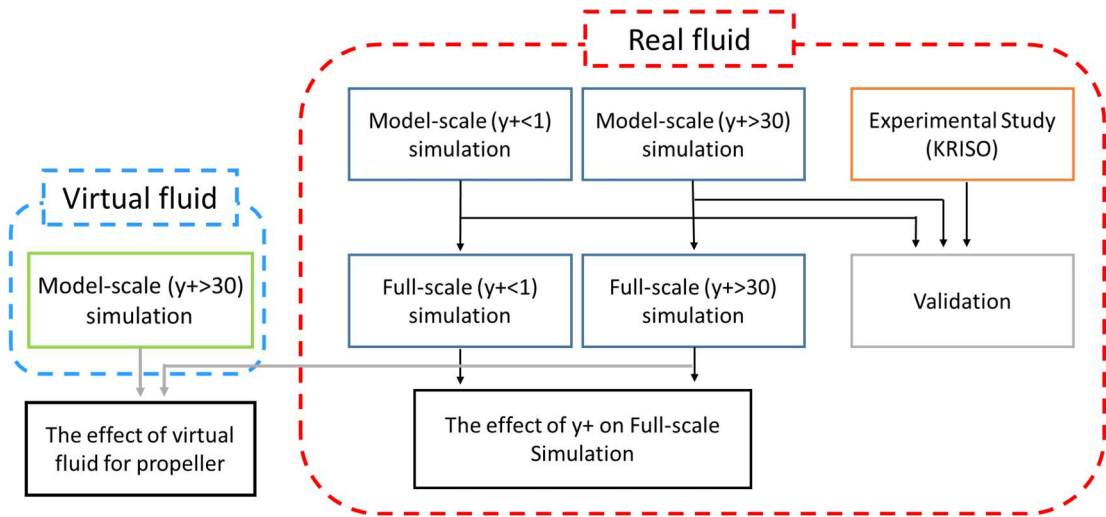 Real fluid
Model-scale (y+<1)
simulation
Model-scale (y+>30)
simulation
Experimental Study
(KRISO)
Virtual fluid
Model-scale (y+>30)
simulation
Full-scale (y+<1)
simulation
Full-scale (y+>30)
simulation
Validation
The effect of virtual
fluid for propeller
The effect of y+ on Full-scale
Simulation